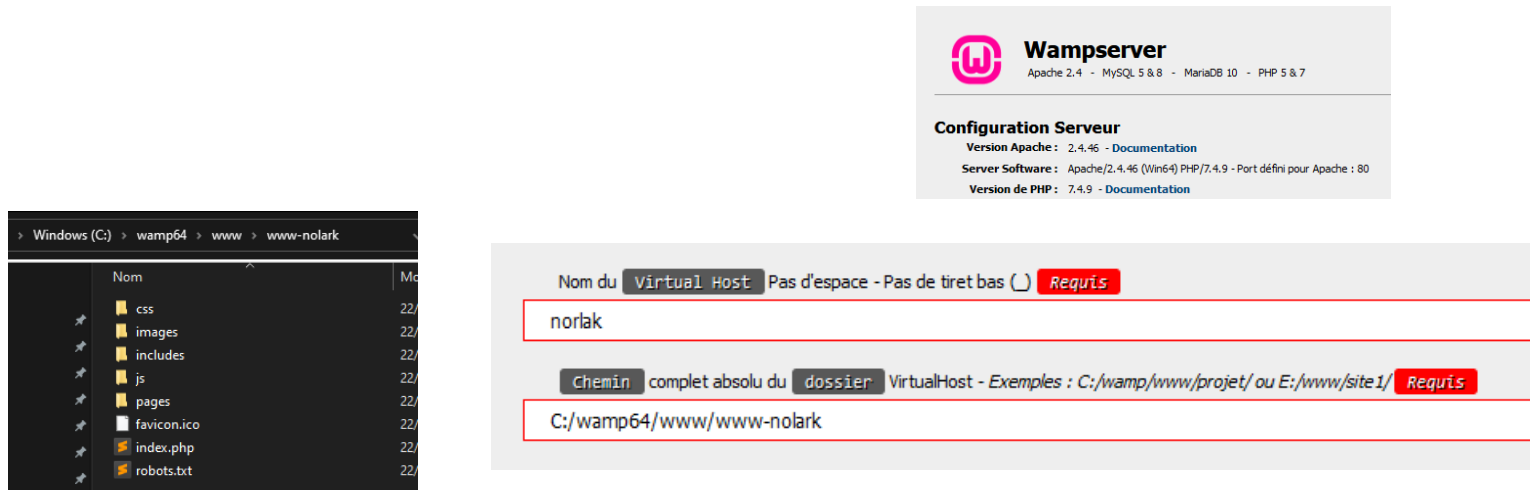 Wampserver
Apache 2.4 - MySQL 5 & 8 - MariaDB 10 - PHP 5 & 7
Configuration Serveur
Version Apache : 2.4.46 - Documentation
Server Software : Apache/2.4.46 (Win64) PHP/7.4.9 - Port défini pour Apache : 80
Version de PHP : 7.4.9 - Documentation
› Windows (C:) › wamp64 › www › www-nolark
Nom
css 22/
images 22/
includes 22/
js 22/
pages 22/
favicon.ico 22/
index.php 22/
robots.txt 22/
Nom du Virtual Host Pas d'espace - Pas de tiret bas (_) Requis
norlak
Chemin complet absolu du dossier VirtualHost - Exemples : C:/wamp/www/projet/ ou E:/www/site1/ Requis
C:/wamp64/www/www-nolark